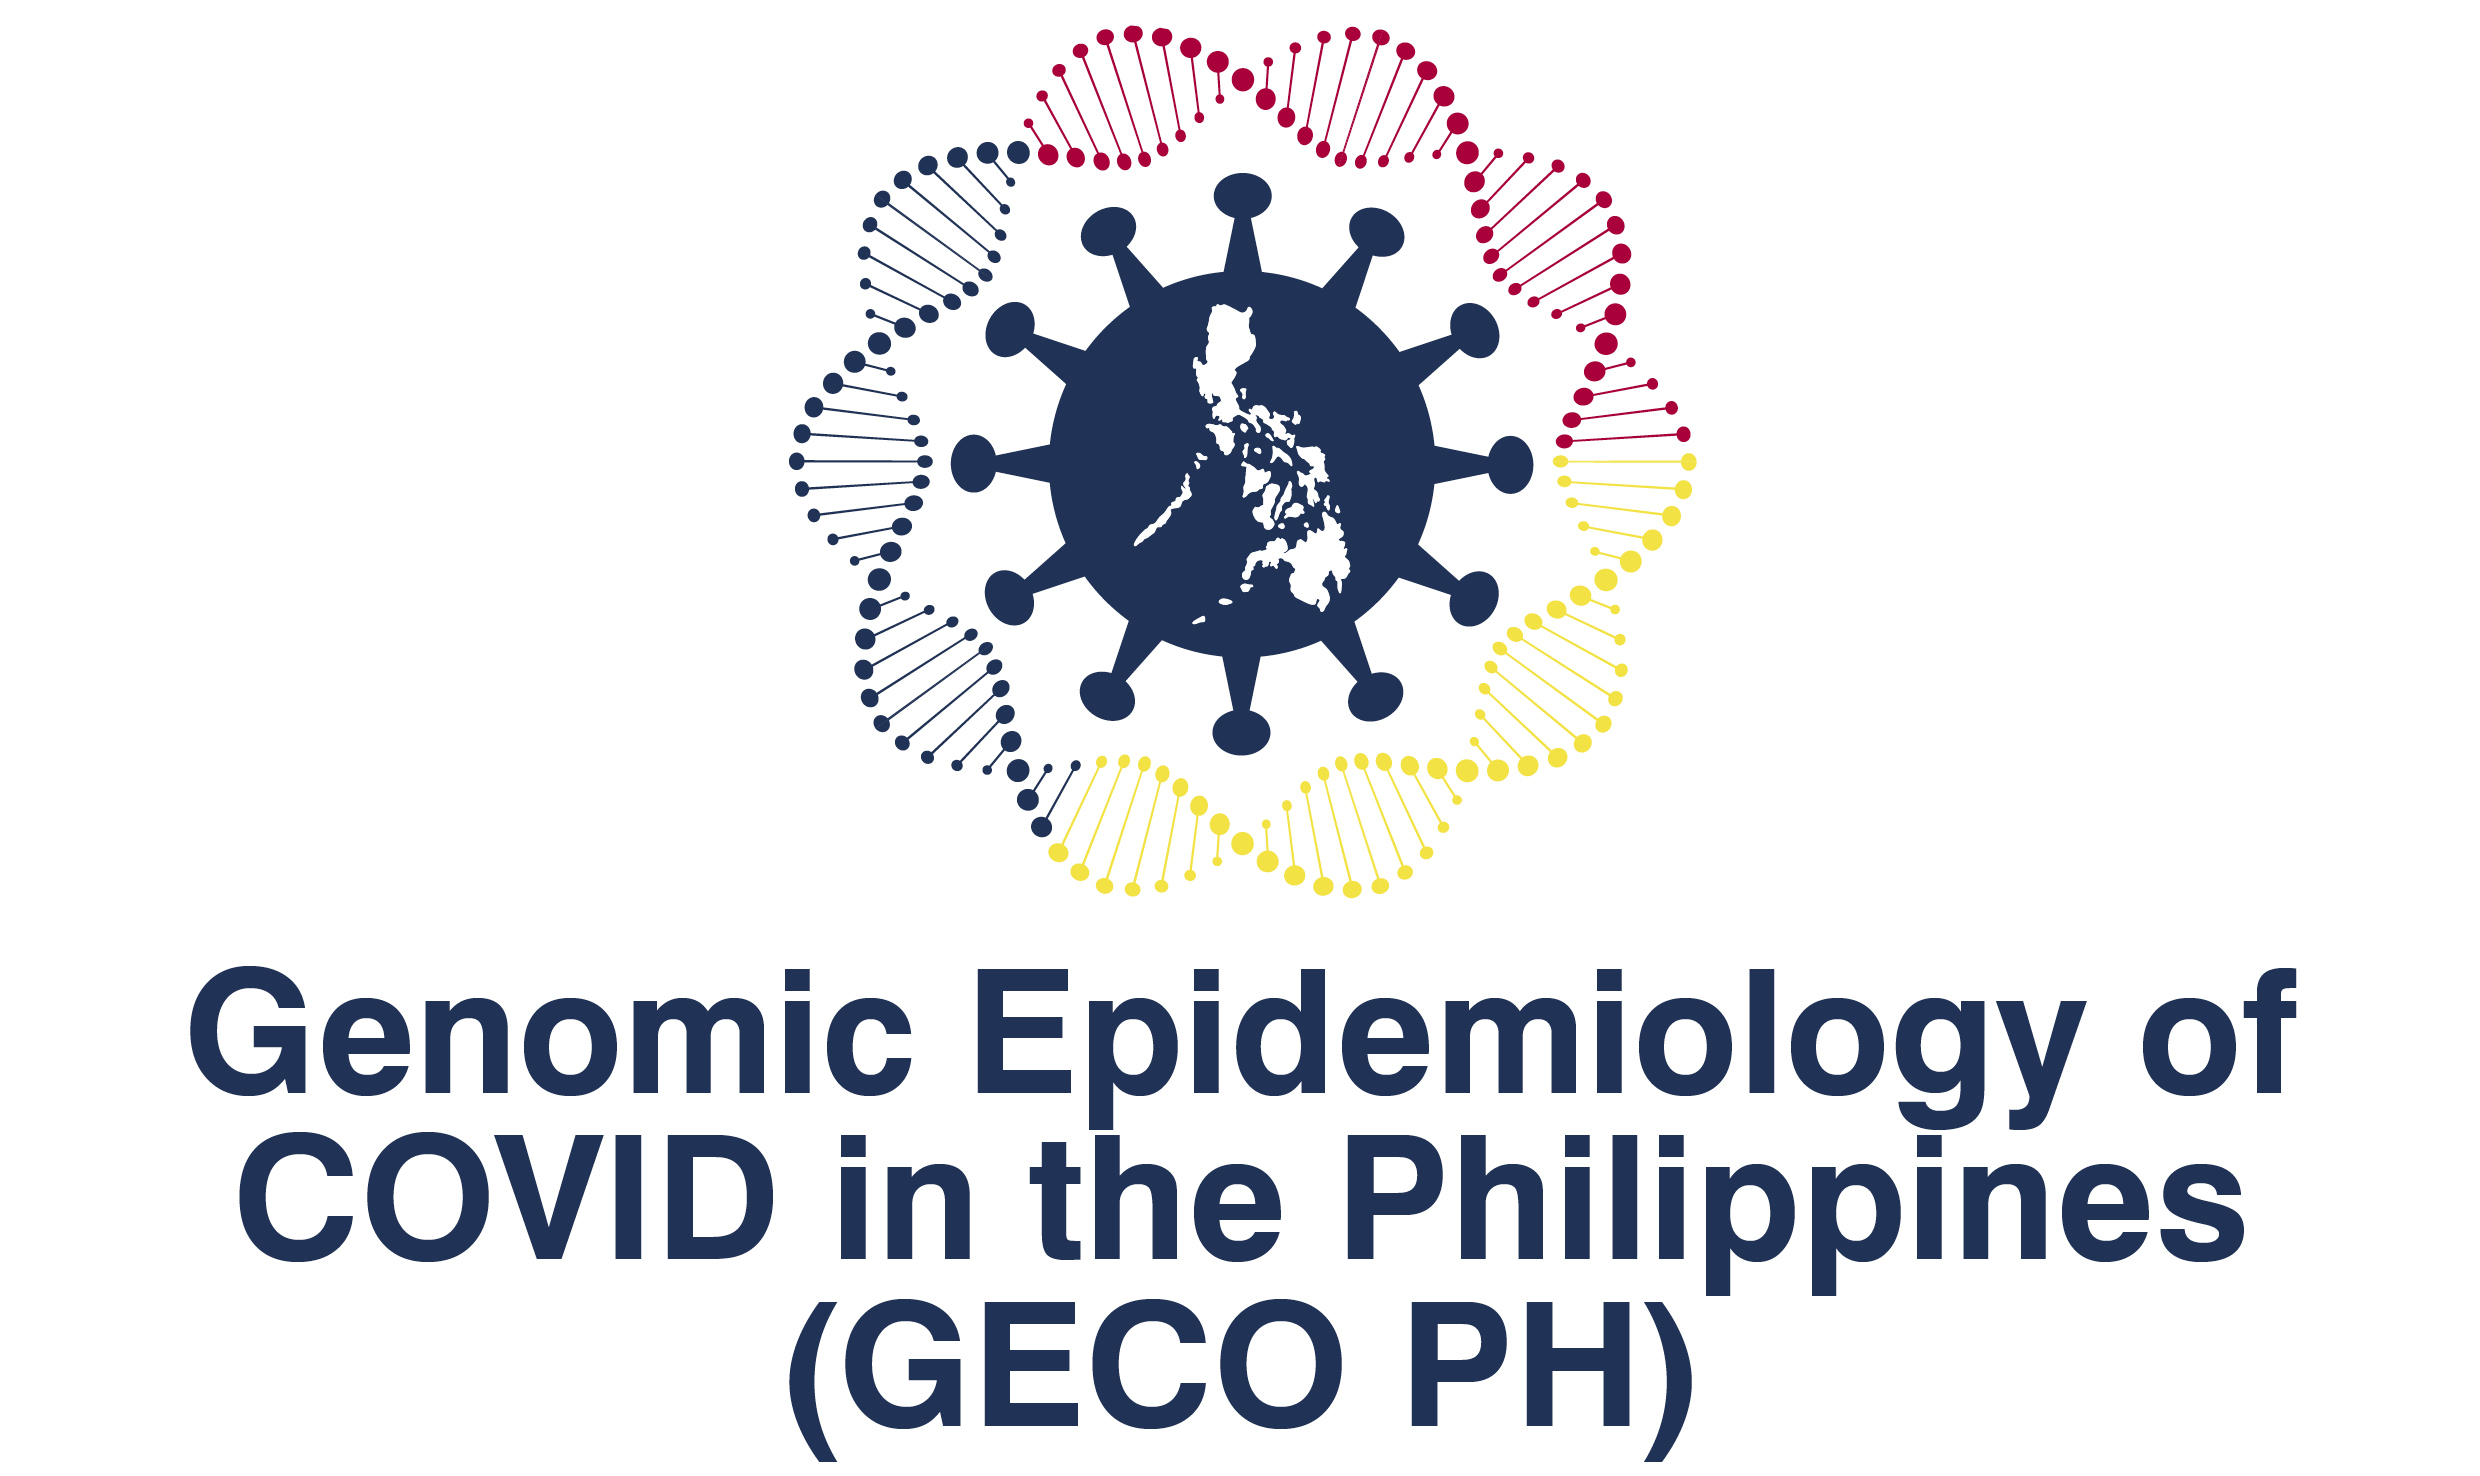 Genomic Epidemiology of
COVID in the Philippines
(GECO PH)